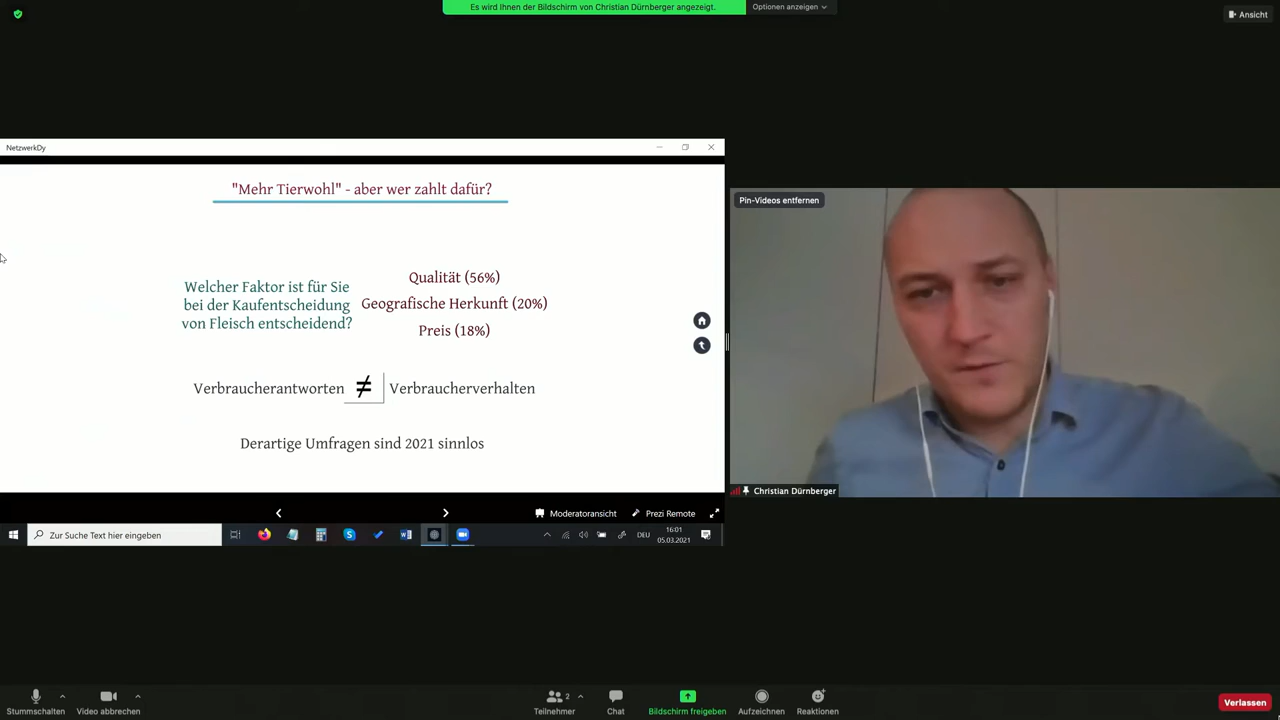 Es wird Ihnen der Bildschirm von Christian Dürnberger angezeigt.
Optionen anzeigen
Ansicht
NetzwerkDy
"Mehr Tierwohl" - aber wer zahlt dafür?
Welcher Faktor ist für Sie
bei der Kaufentscheidung
von Fleisch entscheidend?
Qualität (56%)
Geografische Herkunft (20%)
Preis (18%)
Verbraucherantworten ≠ Verbraucherverhalten
Derartige Umfragen sind 2021 sinnlos
Pin-Videos entfernen
Christian Dürnberger
Moderatoransicht
Prezi Remote
Zur Suche Text hier eingeben
DEU
16:01
05.03.2021
Stummschalten
Video abbrechen
2
Teilnehmer
Chat
Bildschirm freigeben
Aufzeichnen
Reaktionen
Verlassen